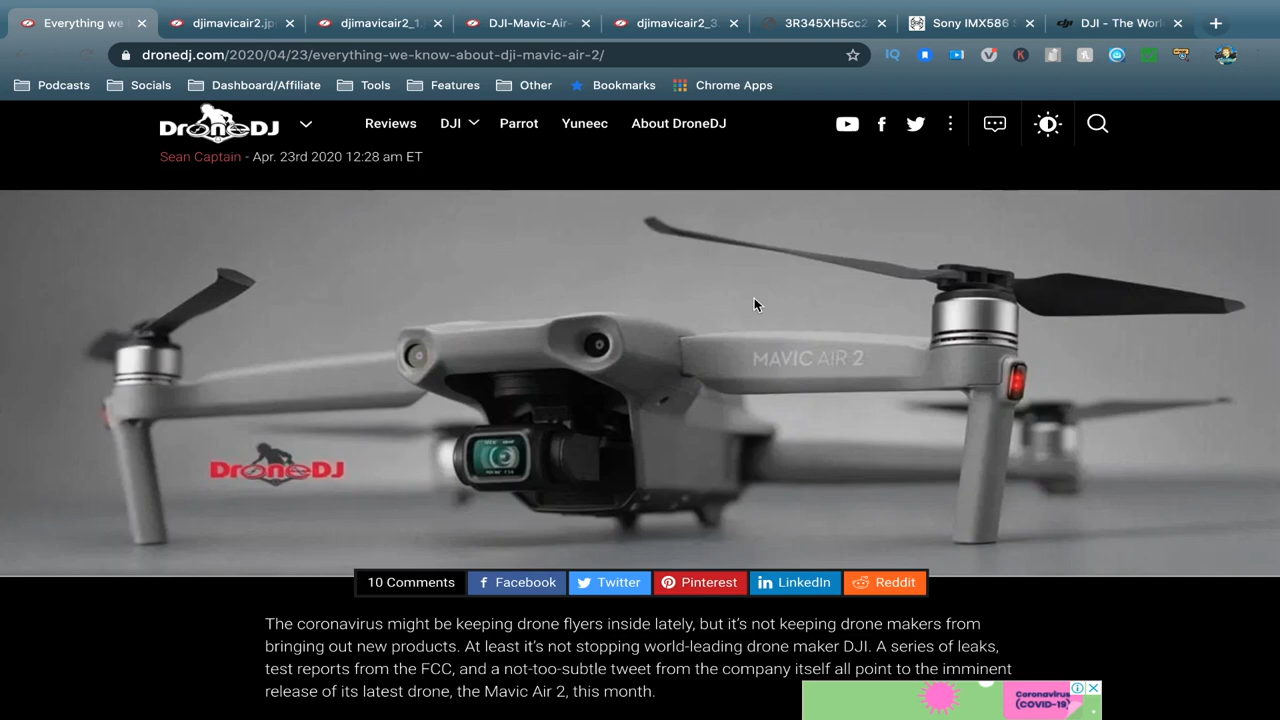 Everything we
djimavicair2.jp
djimavicair2_1.
DJI-Mavic-Air-
djimavicair2_3.
3R345XH5cc2
Sony IMX586 S
DJI - The Worl
dronedj.com/2020/04/23/everything-we-know-about-dji-mavic-air-2/
Podcasts
Socials
Dashboard/Affiliate
Tools
Features
Other
Bookmarks
Chrome Apps
DRONEDJ
Reviews
DJI
Parrot
Yuneec
About DroneDJ
Sean Captain - Apr. 23rd 2020 12:28 am ET
MAVIC AIR 2
DRONEDJ
10 Comments
Facebook
Twitter
Pinterest
LinkedIn
Reddit
The coronavirus might be keeping drone flyers inside lately, but it's not keeping drone makers from
bringing out new products. At least it's not stopping world-leading drone maker DJI. A series of leaks,
test reports from the FCC, and a not-too-subtle tweet from the company itself all point to the imminent
release of its latest drone, the Mavic Air 2, this month.
Coronavirus
(COVID-19)